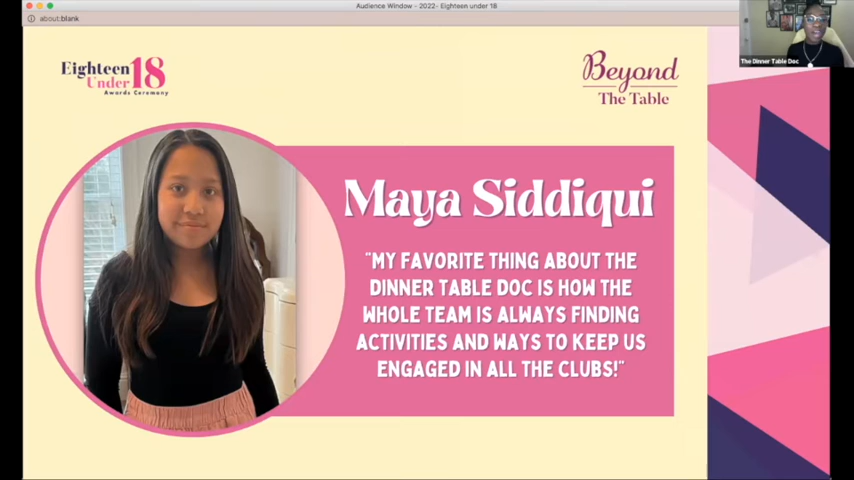 Audience Window - 2022- Eighteen under 18
about:blank
The Dinner Table Doc
Eighteen
Under 18
Awards Ceremony
Beyond
The Table
Maya Siddiqui
"MY FAVORITE THING ABOUT THE
DINNER TABLE DOC IS HOW THE
WHOLE TEAM IS ALWAYS FINDING
ACTIVITIES AND WAYS TO KEEP US
ENGAGED IN ALL THE CLUBS!"